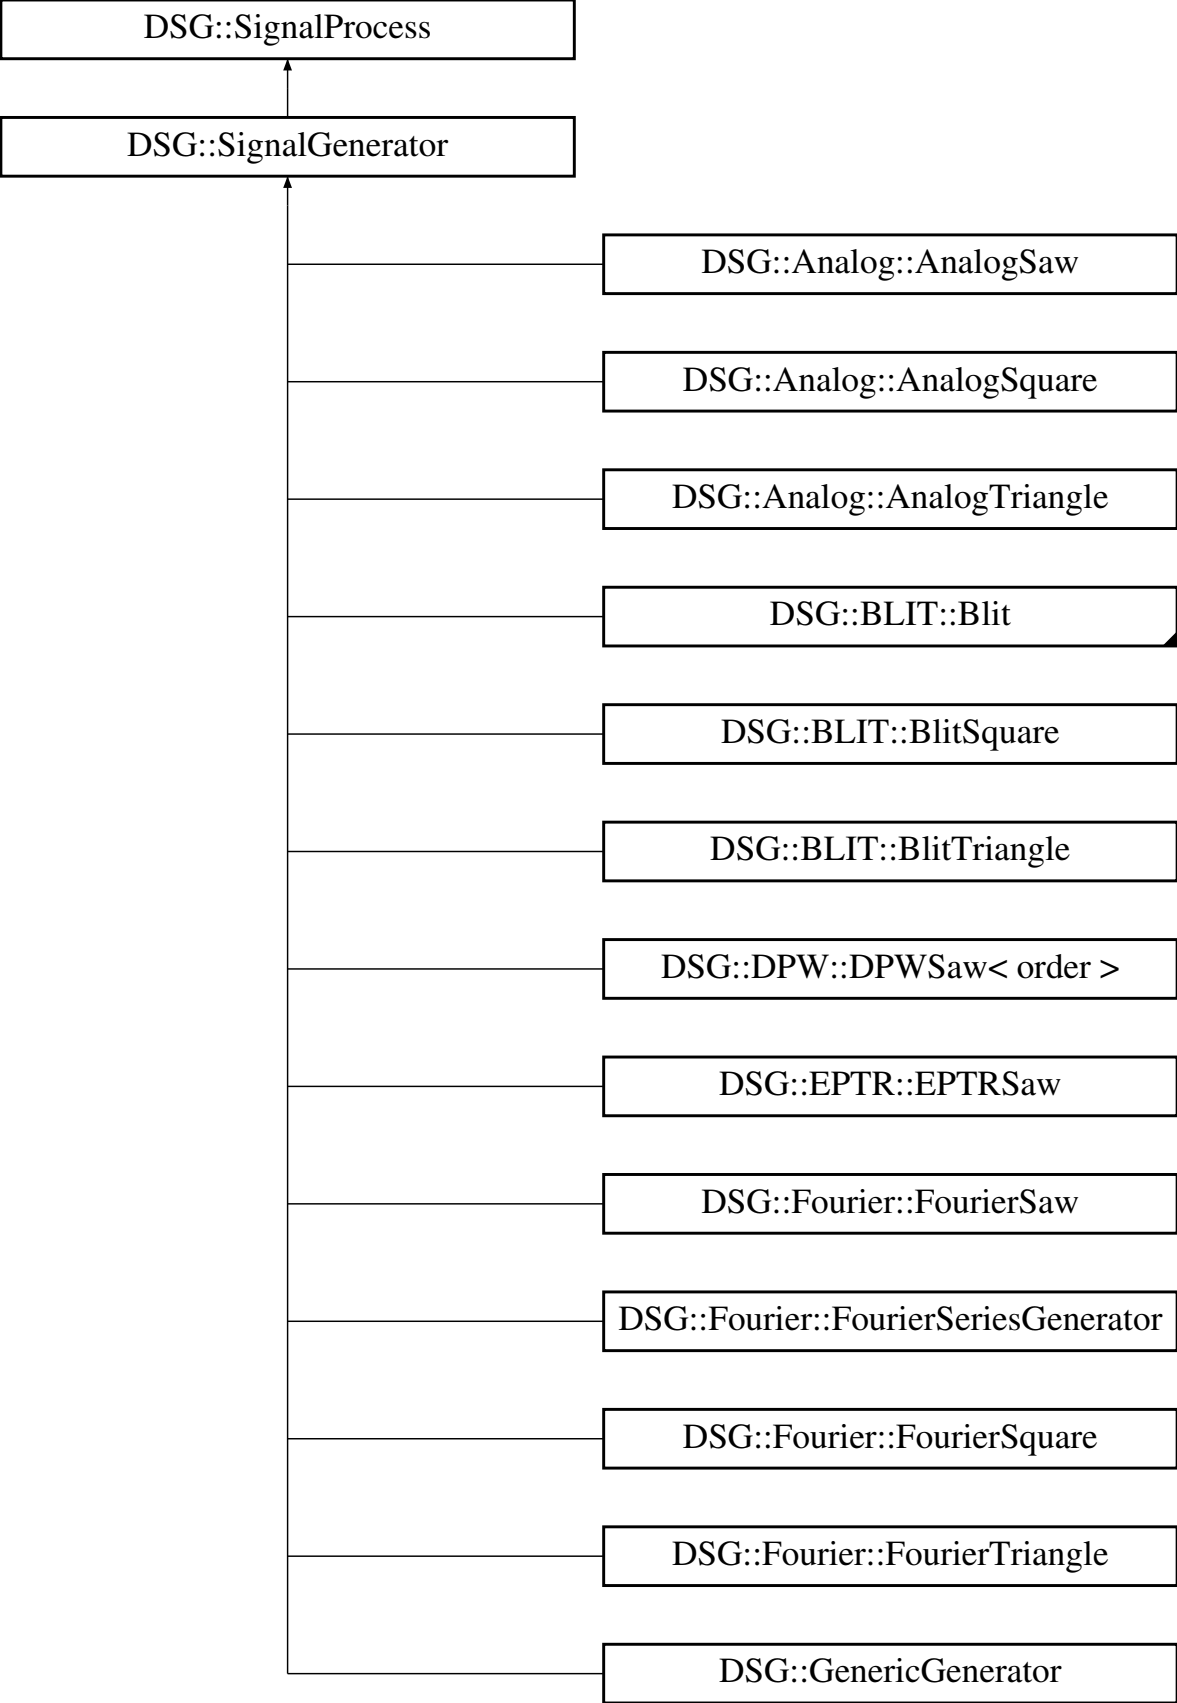 DSG::SignalProcess
DSG::SignalGenerator
DSG::Analog::AnalogSaw
DSG::Analog::AnalogSquare
DSG::Analog::AnalogTriangle
DSG::BLIT::Blit
DSG::BLIT::BlitSquare
DSG::BLIT::BlitTriangle
DSG::DPW::DPWSaw< order >
DSG::EPTR::EPTRSaw
DSG::Fourier::FourierSaw
DSG::Fourier::FourierSeriesGenerator
DSG::Fourier::FourierSquare
DSG::Fourier::FourierTriangle
DSG::GenericGenerator